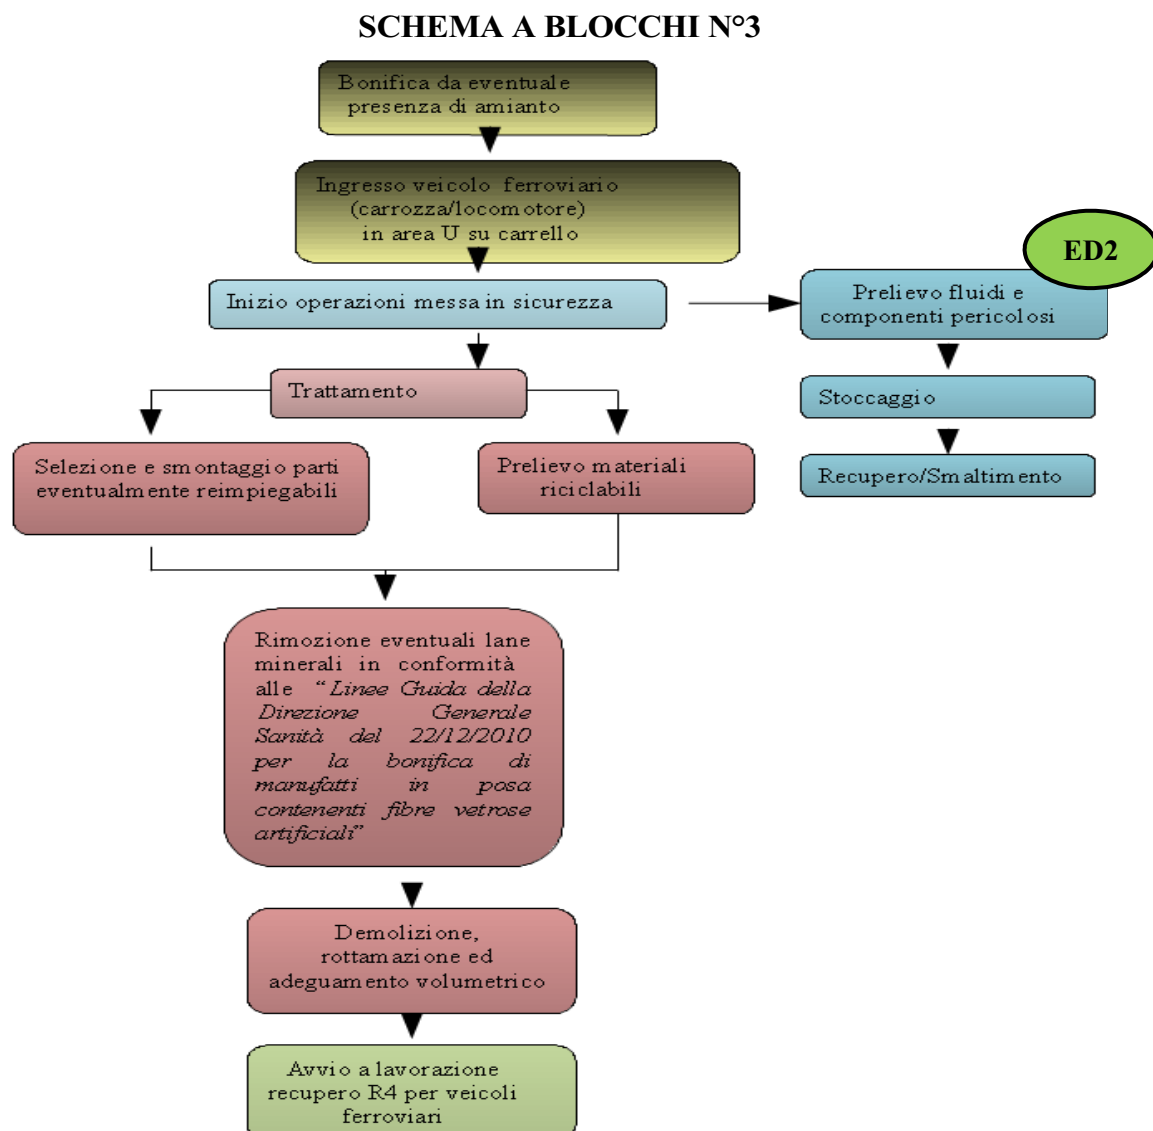 SCHEMA A BLOCCHI N°3
Bonifica da eventuale
presenza di amianto
Ingresso veicolo ferroviario
(carrozza/locomotore)
in area U su carrello
ED2
Inizio operazioni messa in sicurezza
Prelievo fluidi e
componenti pericolosi
Trattamento
Stoccaggio
Selezione e smontaggio parti
eventualmente reimpiegabili
Prelievo materiali
riciclabili
Recupero/Smaltimento
Rimozione eventuali lane
minerali in conformità
alle "Linee Guida della
Direzione Generale
Sanità del 22/12/2010
per la bonifica di
manufatti in posa
contenenti fibre vetrose
artificiali"
Demolizione,
rottamazione ed
adeguamento volumetrico
Avvio a lavorazione
recupero R4 per veicoli
ferroviari